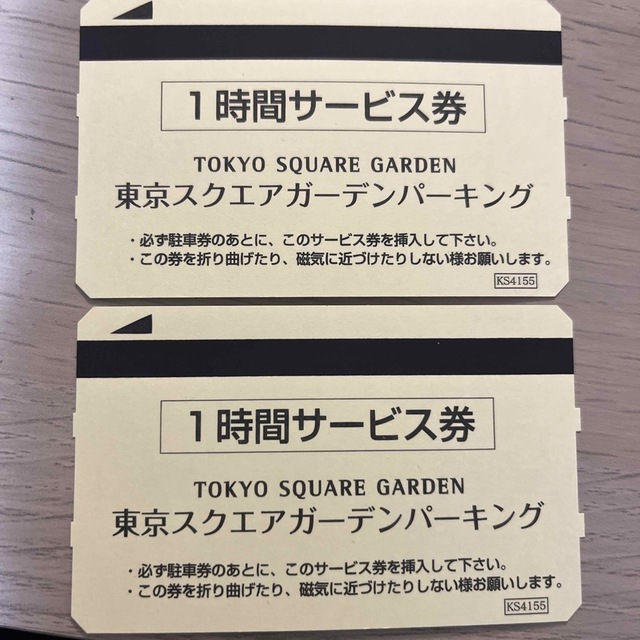 １時間サービス券
TOKYO SQUARE GARDEN
東京スクエアガーデンパーキング
・必ず駐車券のあとに、このサービス券を挿入して下さい。
・この券を折り曲げたり、磁気に近づけたりしない様お願いします。
KS4155
１時間サービス券
TOKYO SQUARE GARDEN
東京スクエアガーデンパーキング
・必ず駐車券のあとに、このサービス券を挿入して下さい。
・この券を折り曲げたり、磁気に近づけたりしない様お願いします。
KS4155